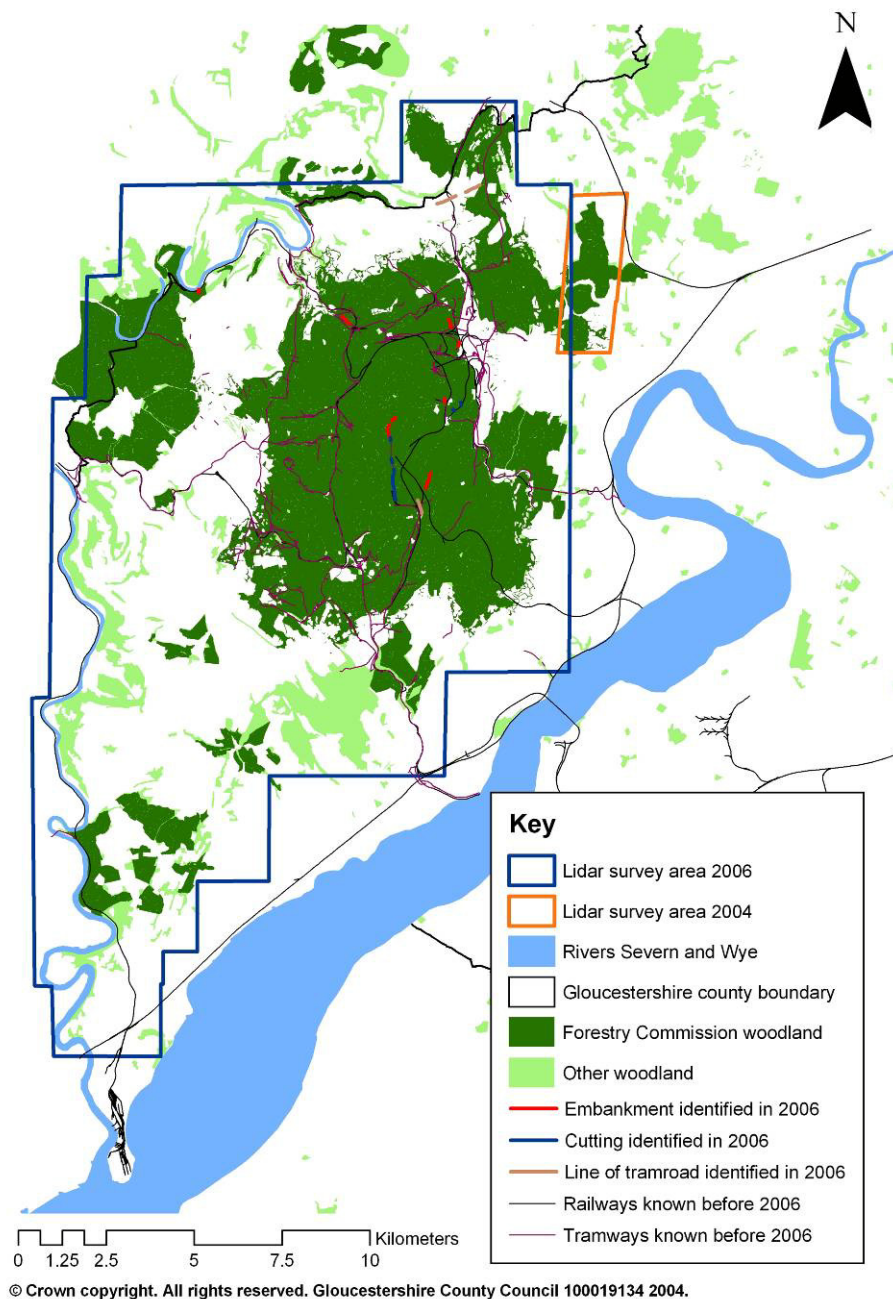 N
Key
Lidar survey area 2006
Lidar survey area 2004
Rivers Severn and Wye
Gloucestershire county boundary
Forestry Commission woodland
Other woodland
Embankment identified in 2006
Cutting identified in 2006
Line of tramroad identified in 2006
Railways known before 2006
Tramways known before 2006
Kilometers
0 1.25 2.5 5 7.5 10
© Crown copyright. All rights reserved. Gloucestershire County Council 100019134 2004.